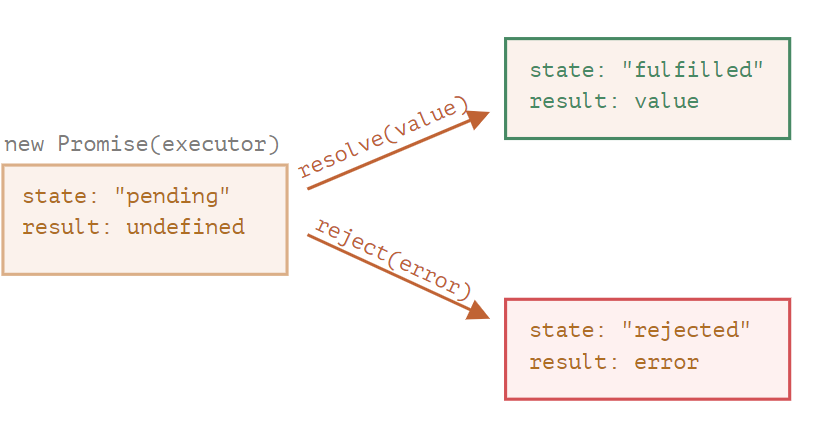 new Promise(executor)
state: "pending"
result: undefined
resolve(value)
reject(error)
state: "fulfilled"
result: value
state: "rejected"
result: error